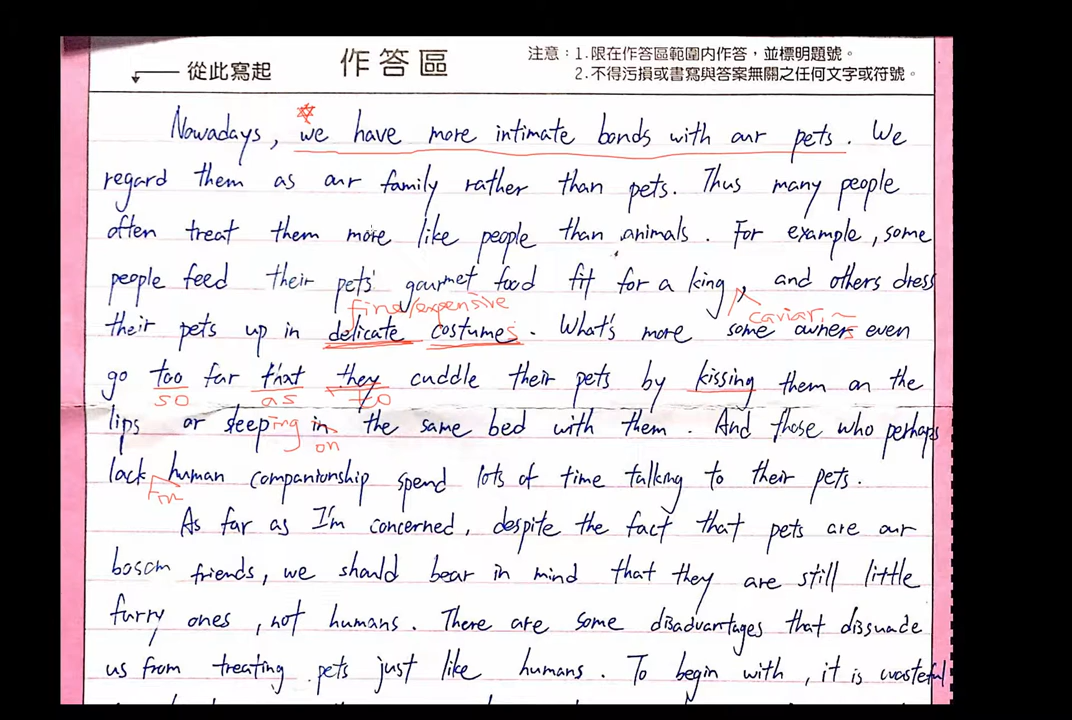 從此寫起
作答區
注意：1.限在作答區範圍内作答，並標明題號。
2.不得污損或書寫與答案無關之任何文字或符號。
Nowadays, we have more intimate bonds with our pets. We
regard them as our family rather than pets. Thus many people
often treat them more like people than animals. For example, some
people feed their pets' gourmet food fit for a king, and others dress
fine/expensive
caviar,
their pets up in delicate costumes. What's more some owners even
go too far that they cuddle their pets by kissing them on the
so as to
lips or sleeping in the same bed with them. And those who perhaps
on
lack human companionship spend lots of time talking to their pets.
As far as I'm concerned, despite the fact that pets are our
bosom friends, we should bear in mind that they are still little
furry ones, not humans. There are some disadvantages that dissuade
us from treating pets just like humans. To begin with, it is wasteful